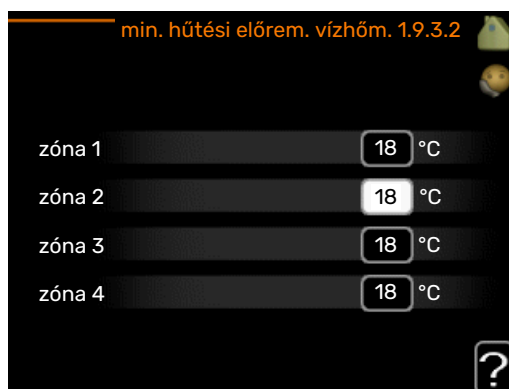 min. hűtési előrem. vízhőm. 1.9.3.2
zóna 1 18 °C
zóna 2 18 °C
zóna 3 18 °C
zóna 4 18 °C
?